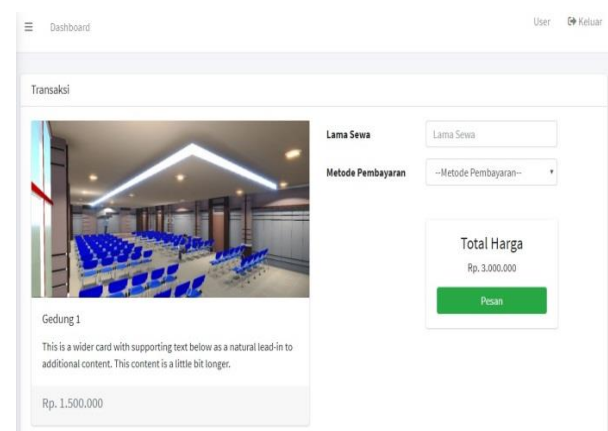 ☰ Dashboard User Keluar
Transaksi
Lama Sewa Lama Sewa
Metode Pembayaran --Metode Pembayaran--
Total Harga
Rp. 3.000.000
Pesan
Gedung 1
This is a wider card with supporting text below as a natural lead-in to
additional content. This content is a little bit longer.
Rp. 1.500.000